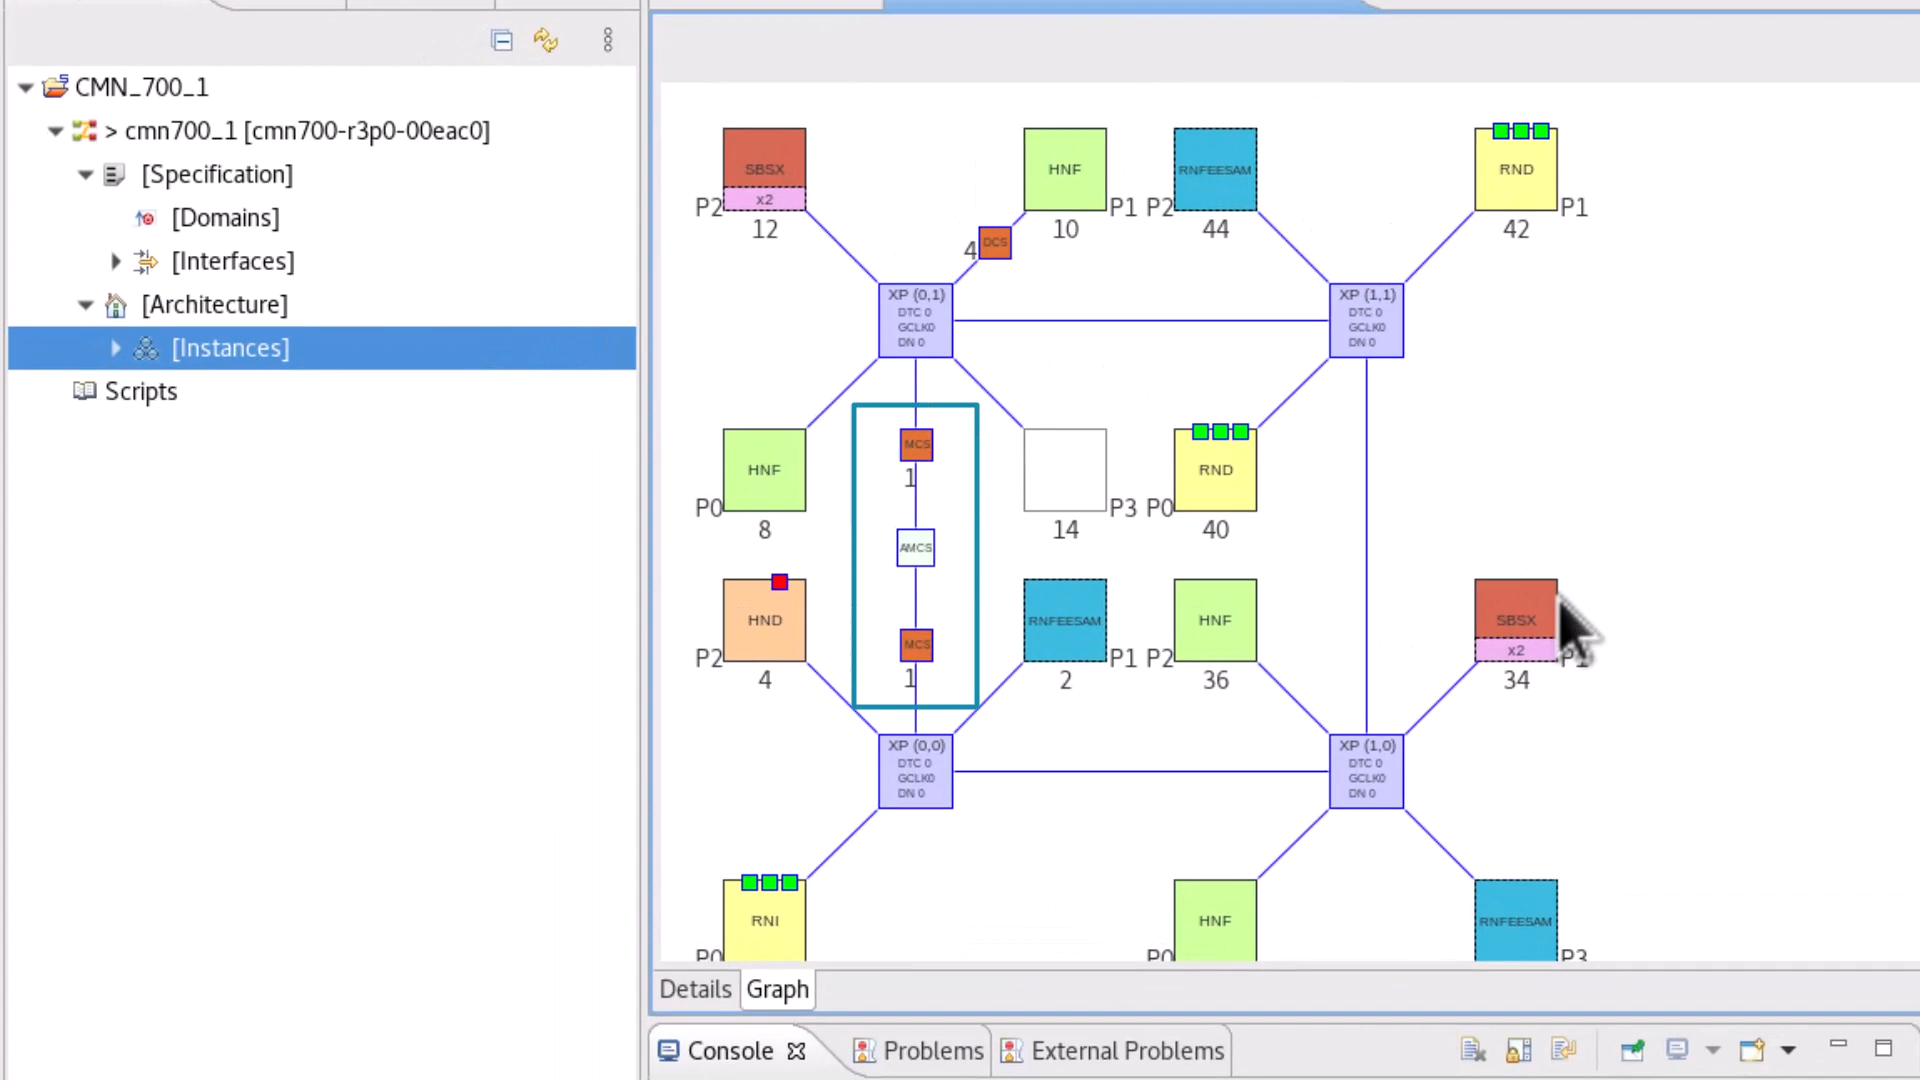 CMN_700_1
> cmn700_1 [cmn700-r3p0-00eac0]
[Specification]
[Domains]
[Interfaces]
[Architecture]
[Instances]
Scripts
SBSX
x2
P2
12
HNF
P1
10
4
DCS
RNFEESAM
P2
44
RND
P1
42
XP (0,1)
DTC 0
GCLK0
DN 0
XP (1,1)
DTC 0
GCLK0
DN 0
HNF
P0
8
MCS
1
AMCS
MCS
1
P3
14
RND
P0
40
HND
P2
4
RNFEESAM
P1
2
HNF
P2
36
SBSX
x2
34
XP (0,0)
DTC 0
GCLK0
DN 0
XP (1,0)
DTC 0
GCLK0
DN 0
RNI
P0
HNF
P0
RNFEESAM
P3
Details
Graph
Console
Problems
External Problems